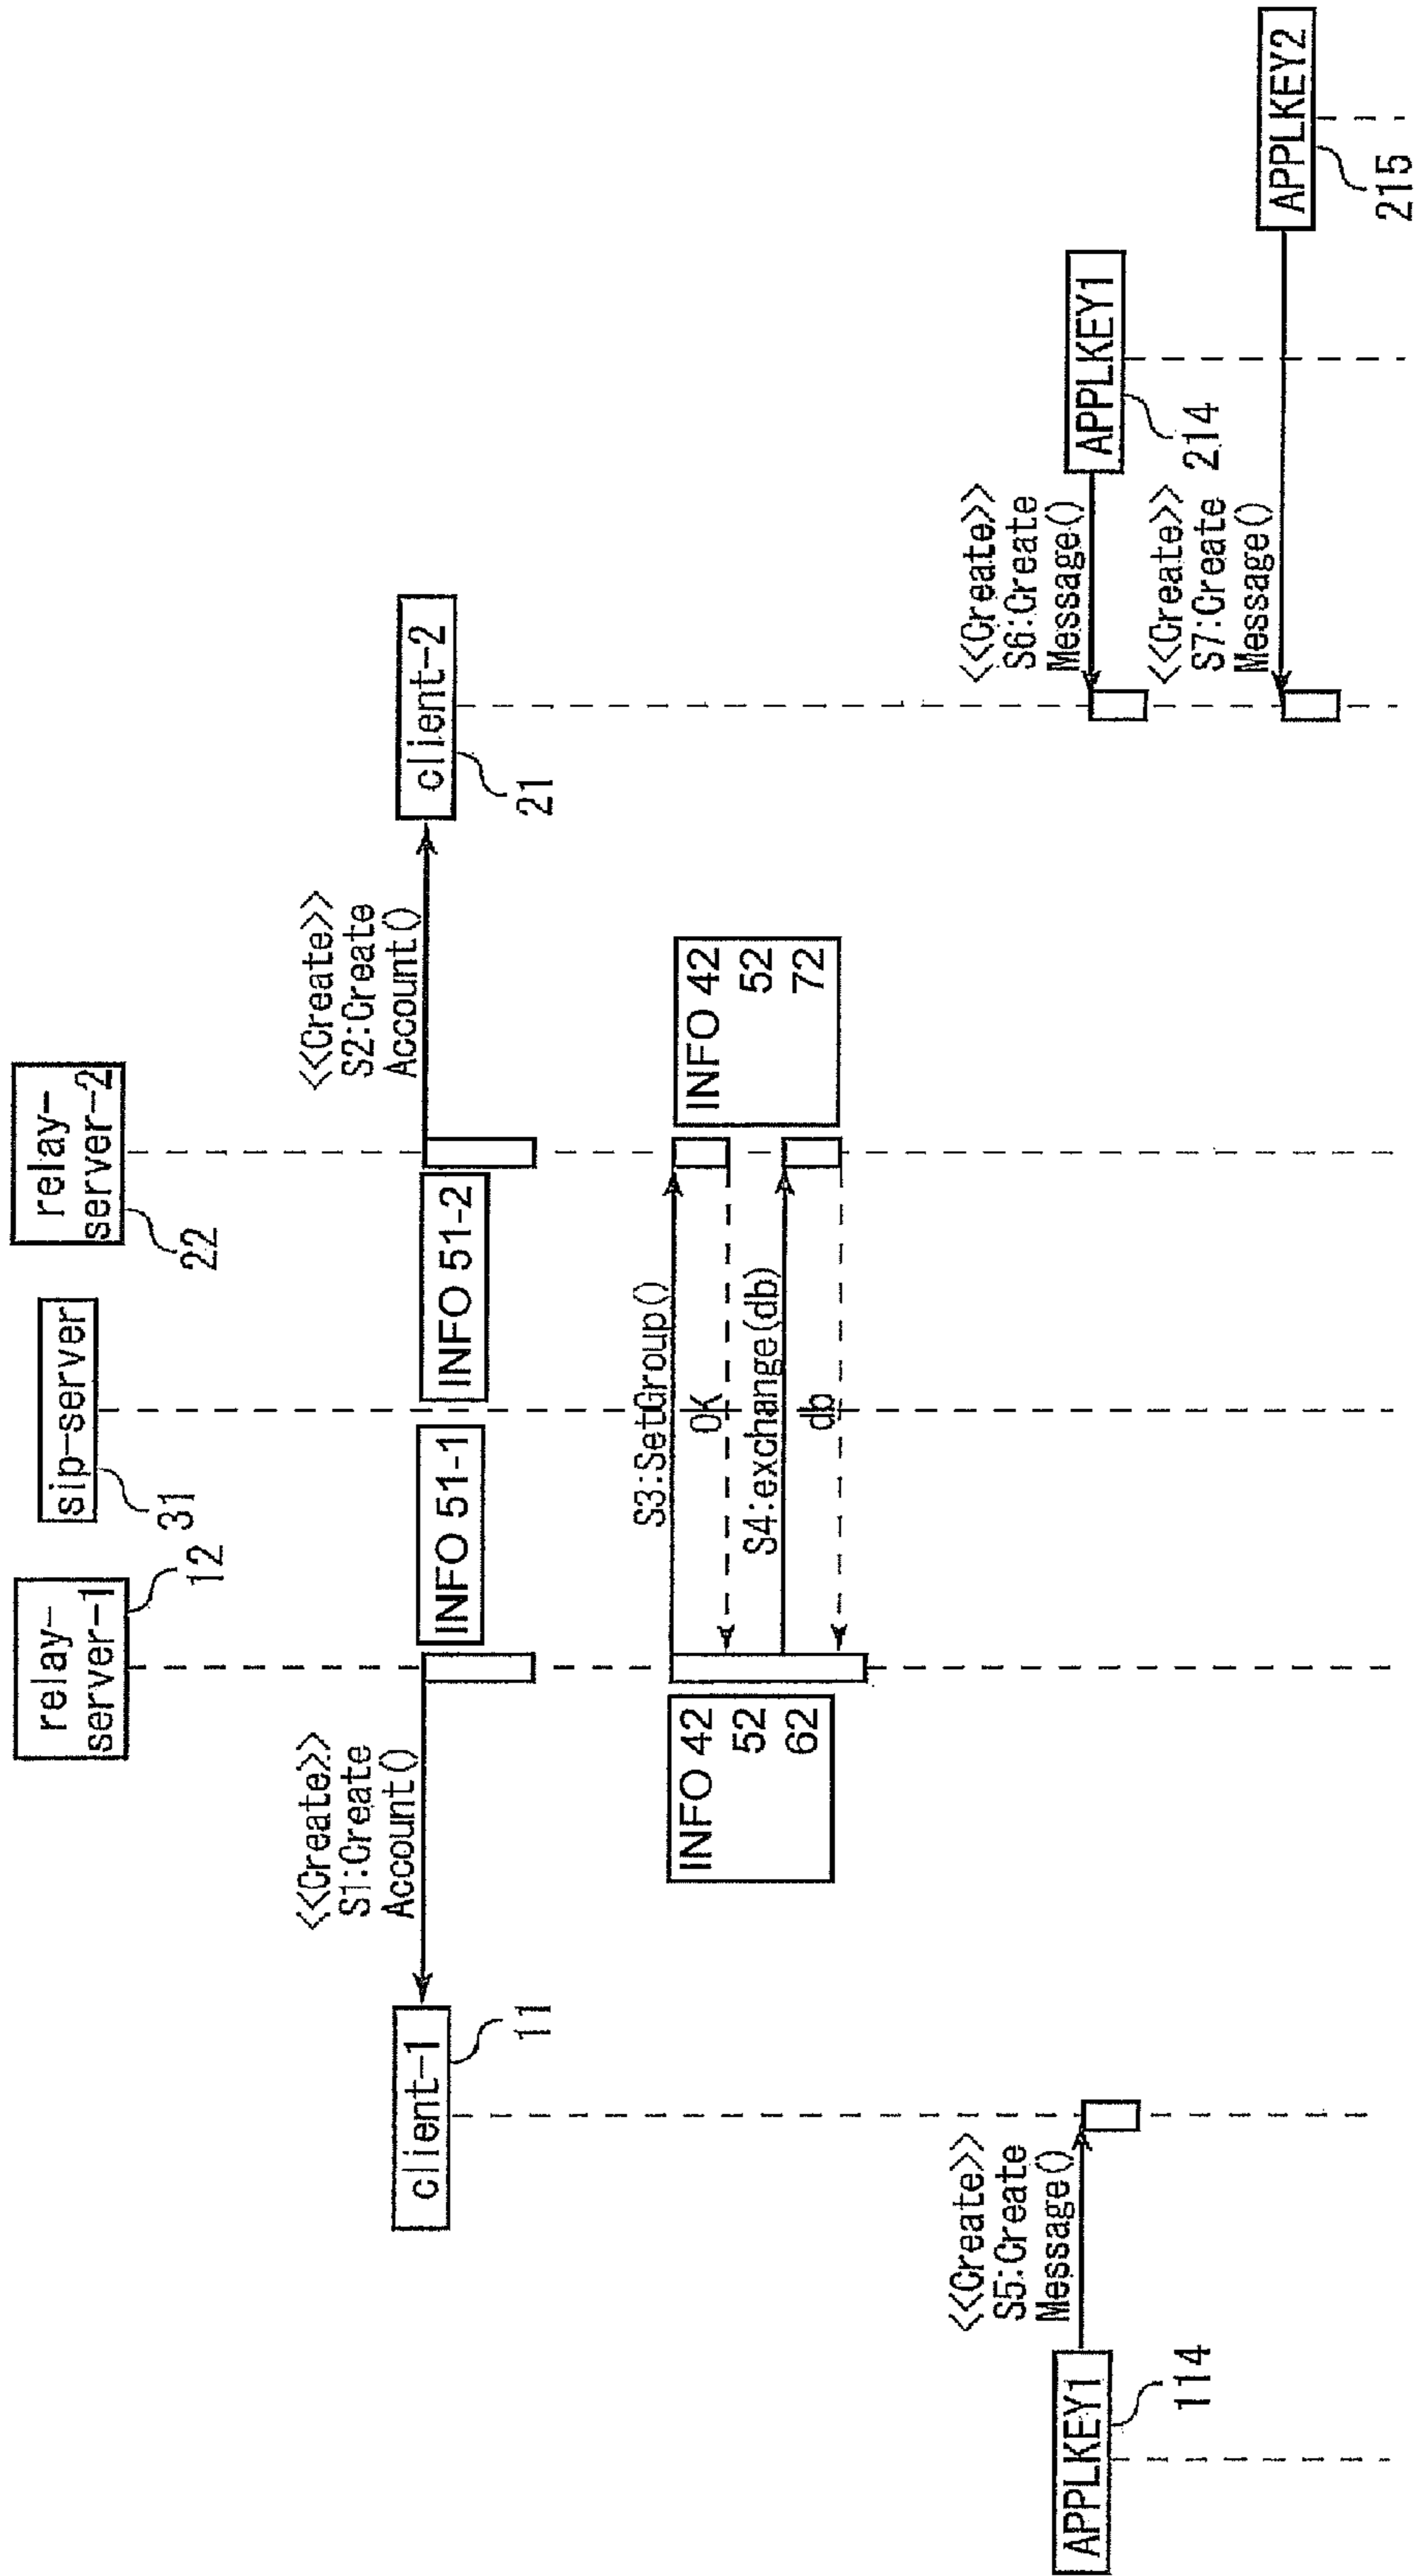 relay-
server-1
12
sip-server
31
relay-
server-2
22
<<Create>>
S1:Create
Account()
client-1
11
INFO 51-1
INFO 51-2
<<Create>>
S2:Create
Account()
client-2
21
INFO 42
52
62
S3:SetGroup()
OK
S4:exchange(db)
db
INFO 42
52
72
<<Create>>
S5:Create
Message()
APPLKEY1
114
<<Create>>
S6:Create
Message()
APPLKEY1
214
<<Create>>
S7:Create
Message()
APPLKEY2
215